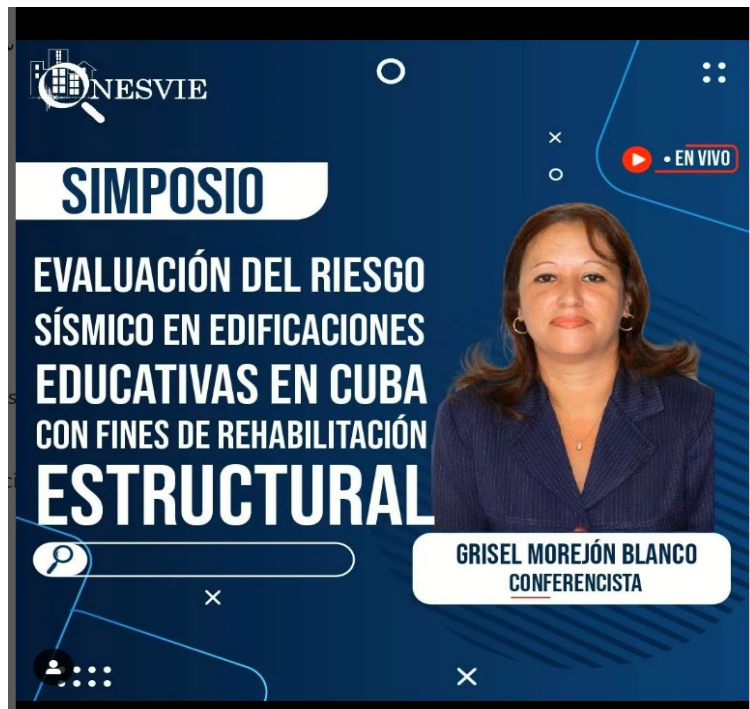 ONESVIE
• EN VIVO
SIMPOSIO
EVALUACIÓN DEL RIESGO
SÍSMICO EN EDIFICACIONES
EDUCATIVAS EN CUBA
CON FINES DE REHABILITACIÓN
ESTRUCTURAL
GRISEL MOREJÓN BLANCO
CONFERENCISTA